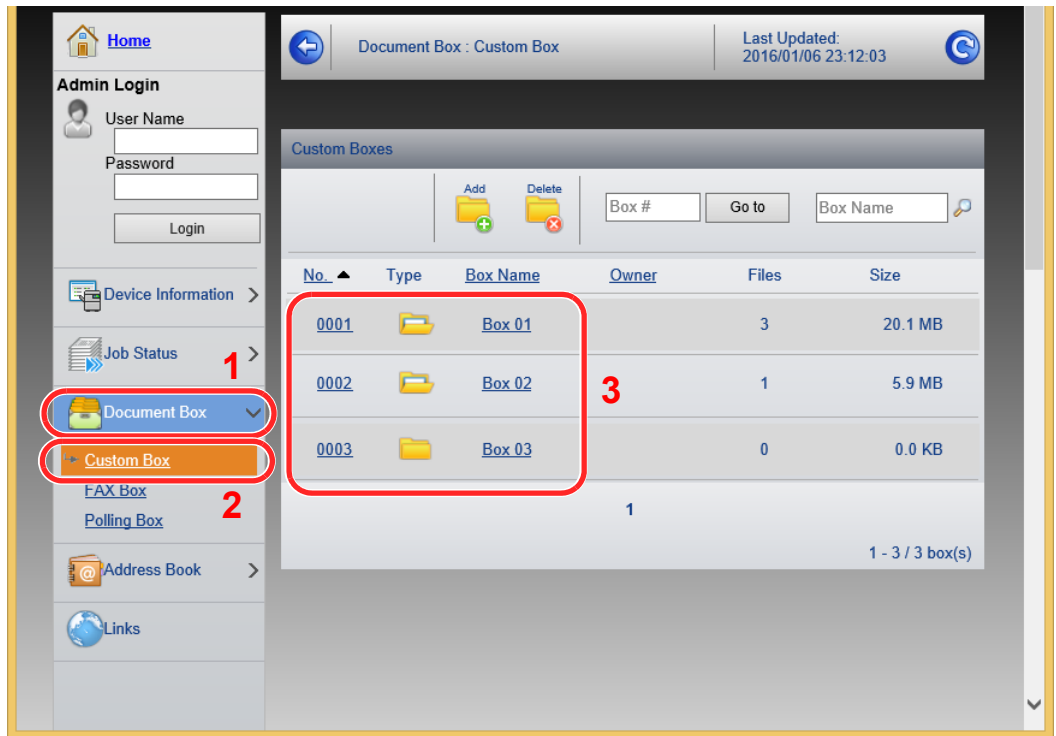 Home
Document Box : Custom Box
Last Updated:
2016/01/06 23:12:03
Admin Login
User Name
Password
Login
Device Information
Job Status
1
Document Box
Custom Box
2
FAX Box
Polling Box
Address Book
Links
Custom Boxes
Add Delete
Box # Go to Box Name
No. Type Box Name Owner Files Size
0001 Box 01 3 20.1 MB
0002 Box 02 1 5.9 MB
3
0003 Box 03 0 0.0 KB
1
1 - 3 / 3 box(s)